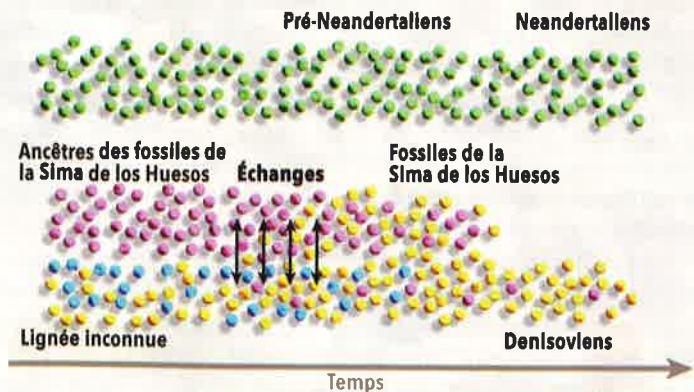 Pré-Neandertaliens
Neandertaliens
Ancêtres des fossiles de
la Sima de los Huesos
Échanges
Fossiles de la
Sima de los Huesos
Lignée inconnue
Denisoviens
Temps